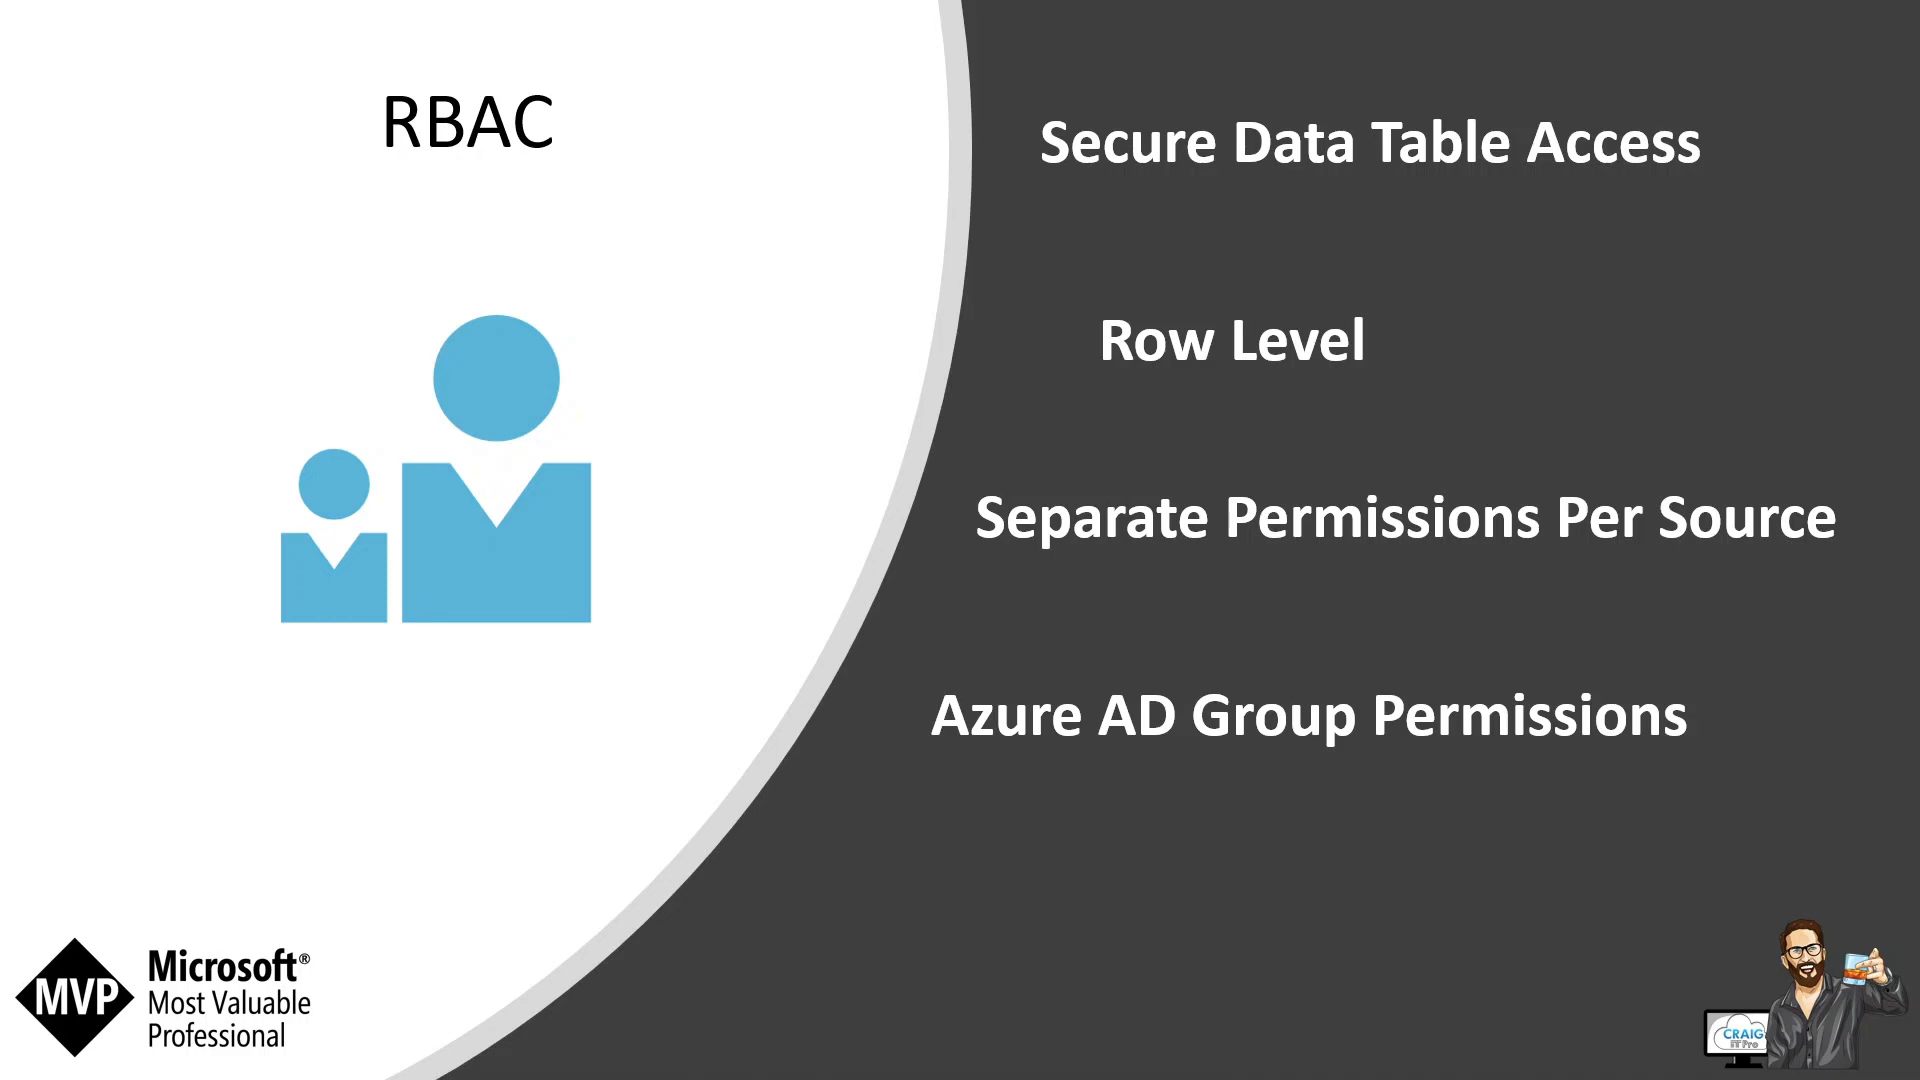 RBAC
Secure Data Table Access
Row Level
Separate Permissions Per Source
Azure AD Group Permissions
MVP
Microsoft®
Most Valuable
Professional
CRAIG
IT Pro